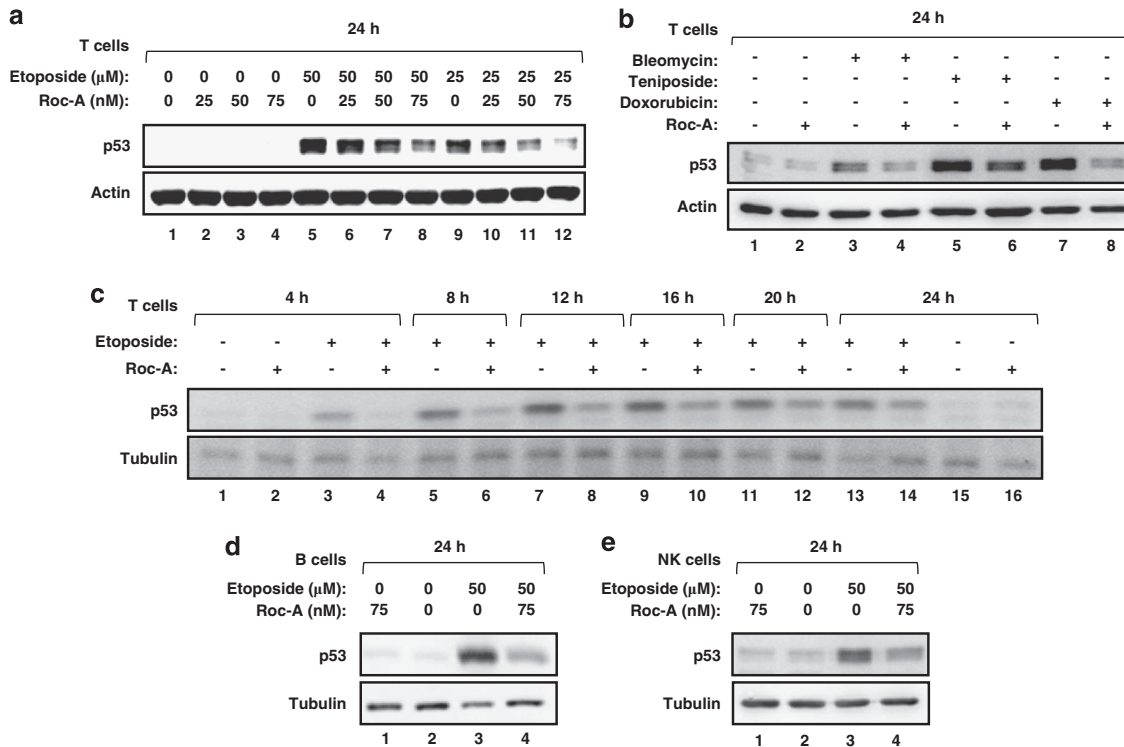 a
24 h
T cells
Etoposide (μM): 0 0 0 0 50 50 50 50 25 25 25 25
Roc-A (nM): 0 25 50 75 0 25 50 75 0 25 50 75
p53
Actin
1 2 3 4 5 6 7 8 9 10 11 12
b
24 h
T cells
Bleomycin: - - + + - - - -
Teniposide: - - - - + + - -
Doxorubicin: - - - - - - + +
Roc-A: - + - + - + - +
p53
Actin
1 2 3 4 5 6 7 8
c
T cells 4 h 8 h 12 h 16 h 20 h 24 h
Etoposide: - - + + + + + + + + + + + + - -
Roc-A: - + - + - + - + - + - + - + - +
p53
Tubulin
1 2 3 4 5 6 7 8 9 10 11 12 13 14 15 16
d
B cells 24 h
Etoposide (μM): 0 0 50 50
Roc-A (nM): 75 0 0 75
p53
Tubulin
1 2 3 4
e
NK cells 24 h
Etoposide (μM): 0 0 50 50
Roc-A (nM): 75 0 0 75
p53
Tubulin
1 2 3 4